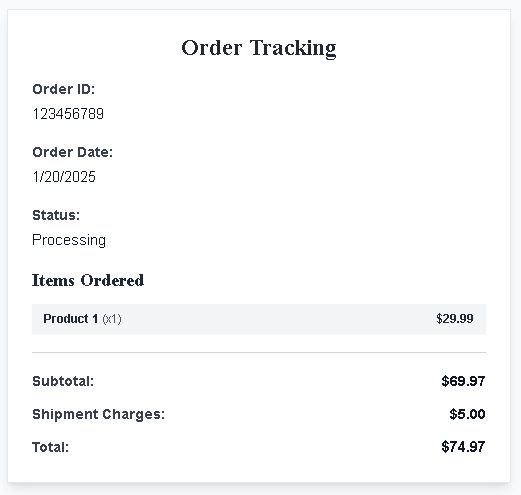 Order Tracking
Order ID:
123456789
Order Date:
1/20/2025
Status:
Processing
Items Ordered
Product 1 (x1) $29.99
Subtotal: $69.97
Shipment Charges: $5.00
Total: $74.97